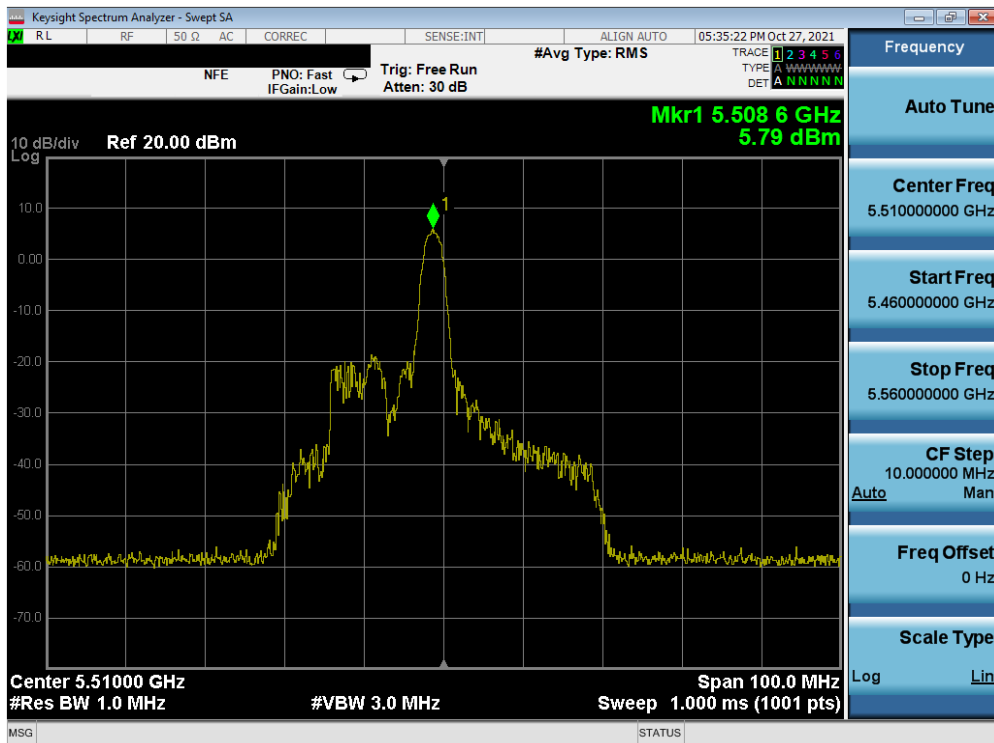 Keysight Spectrum Analyzer - Swept SA
LXI RL RF 50 Ω AC CORREC SENSE:INT ALIGN AUTO 05:35:22 PM Oct 27, 2021
NFE PNO: Fast IFGain:Low
Trig: Free Run
Atten: 30 dB
#Avg Type: RMS
TRACE 1 2 3 4 5 6
TYPE A WWWWW
DET A N N N N N
Mkr1 5.508 6 GHz
5.79 dBm
10 dB/div Ref 20.00 dBm
Log
1
10.0
0.00
-10.0
-20.0
-30.0
-40.0
-50.0
-60.0
-70.0
Center 5.51000 GHz Span 100.0 MHz
#Res BW 1.0 MHz #VBW 3.0 MHz Sweep 1.000 ms (1001 pts)
MSG STATUS
Frequency
Auto Tune
Center Freq
5.510000000 GHz
Start Freq
5.460000000 GHz
Stop Freq
5.560000000 GHz
CF Step
10.000000 MHz
Auto Man
Freq Offset
0 Hz
Scale Type
Log Lin